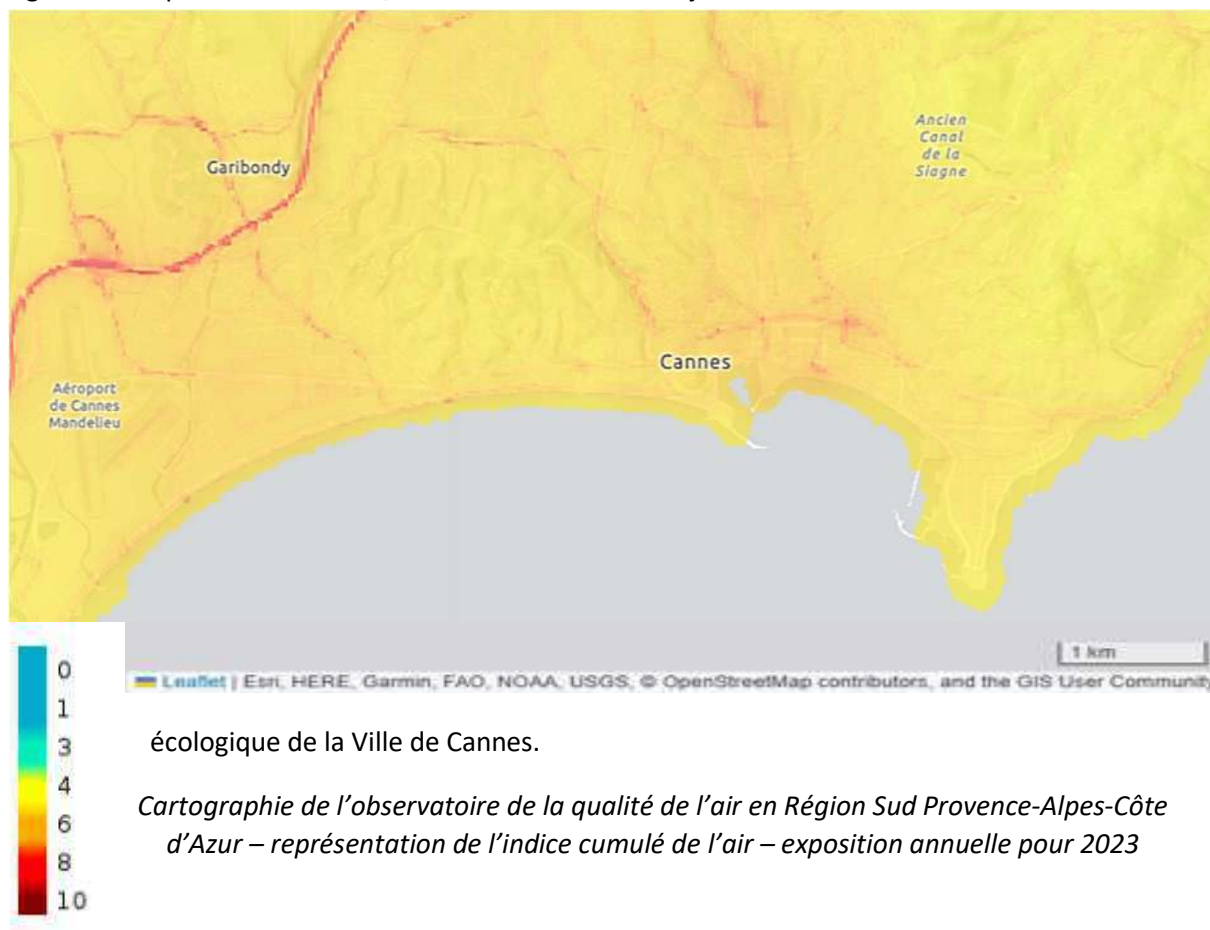 Garibondy
Ancien
Canal
de la
Siagne
Cannes
Aéroport
de Cannes
Mandelieu
1 km
Leaflet | Esri, HERE, Garmin, FAO, NOAA, USGS, © OpenStreetMap contributors, and the GIS User Community
0
1
3
4
6
8
10
écologique de la Ville de Cannes.
Cartographie de l’observatoire de la qualité de l’air en Région Sud Provence-Alpes-Côte
d’Azur – représentation de l’indice cumulé de l’air – exposition annuelle pour 2023